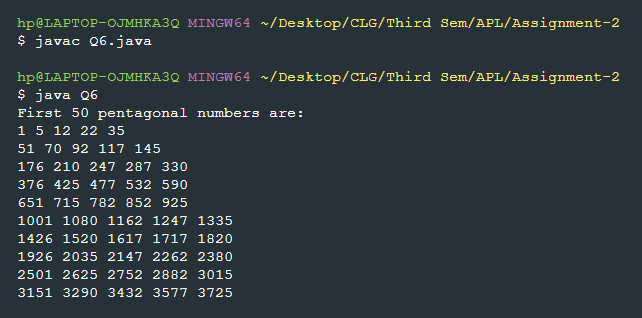 hp@LAPTOP-OJMHKA3Q MINGW64 ~/Desktop/CLG/Third Sem/APL/Assignment-2
$ javac Q6.java
hp@LAPTOP-OJMHKA3Q MINGW64 ~/Desktop/CLG/Third Sem/APL/Assignment-2
$ java Q6
First 50 pentagonal numbers are:
1 5 12 22 35
51 70 92 117 145
176 210 247 287 330
376 425 477 532 590
651 715 782 852 925
1001 1080 1162 1247 1335
1426 1520 1617 1717 1820
1926 2035 2147 2262 2380
2501 2625 2752 2882 3015
3151 3290 3432 3577 3725